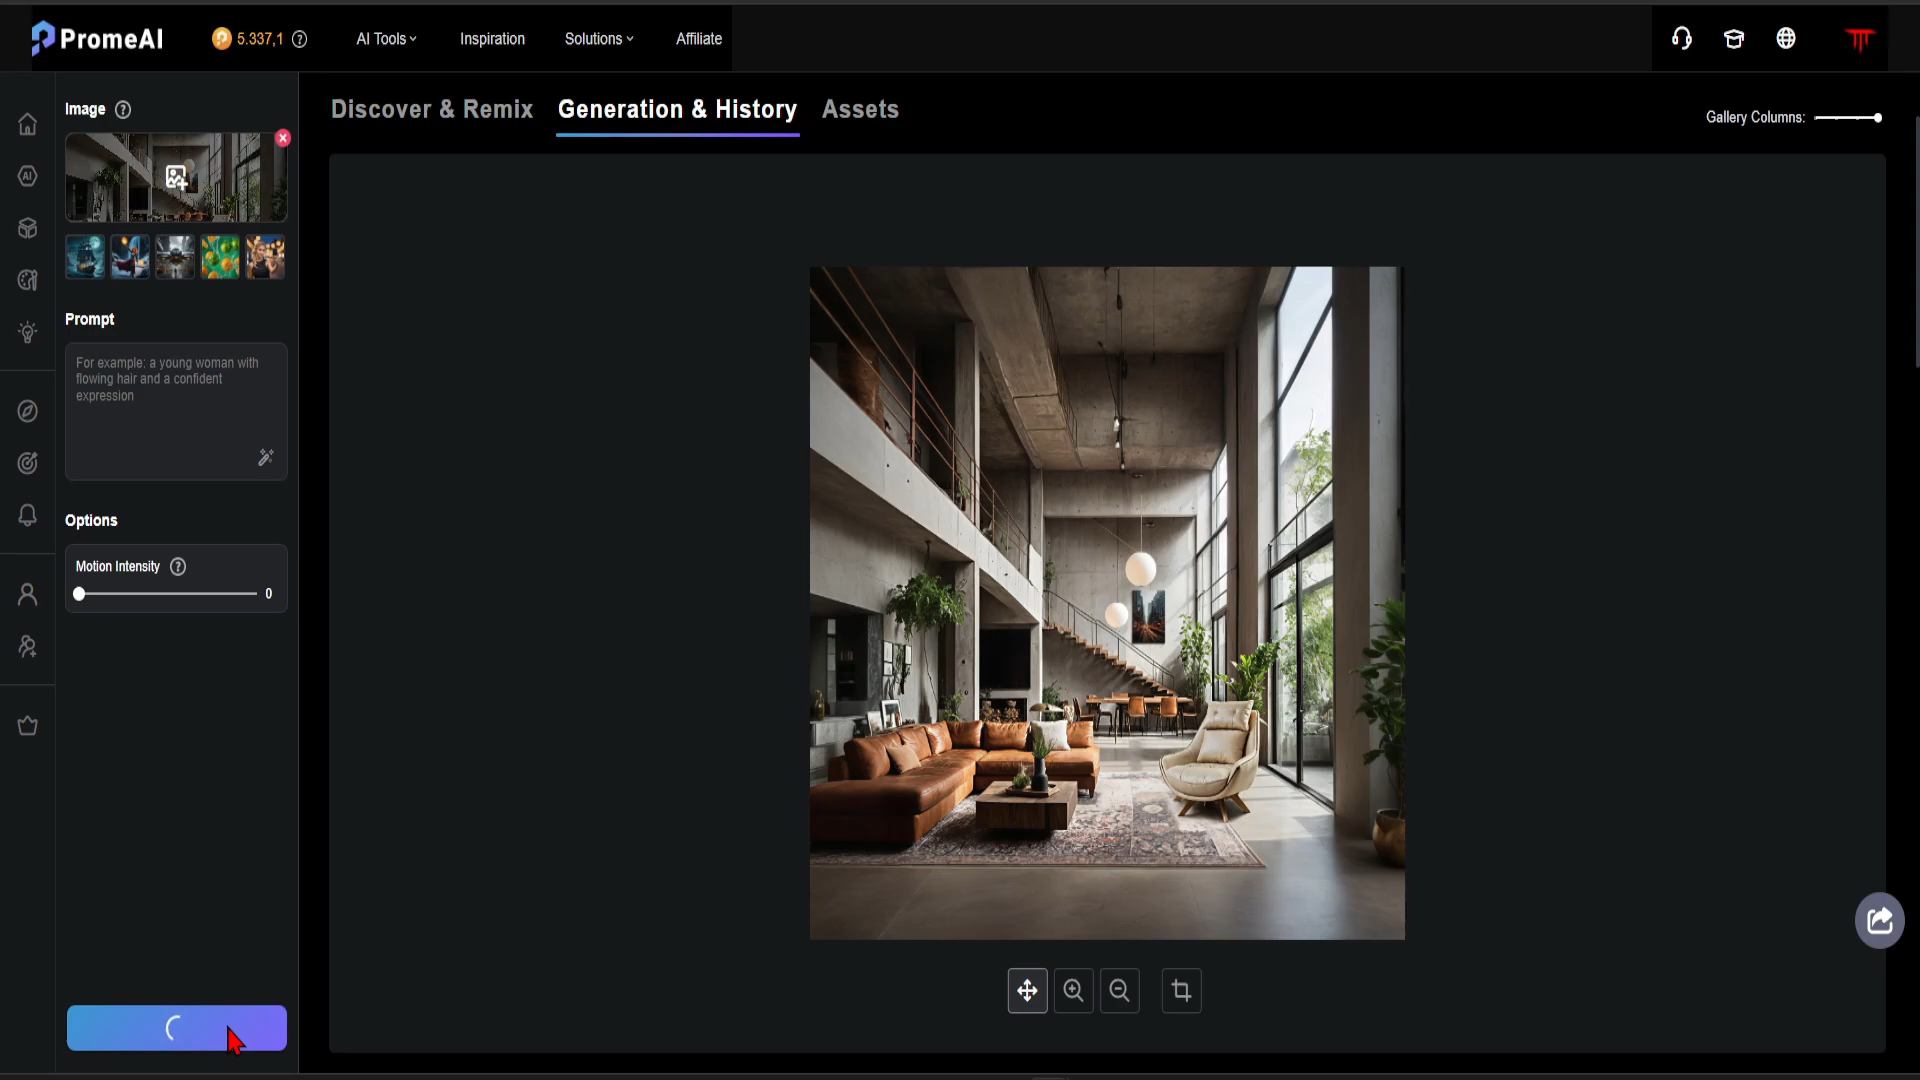 PromeAI
5.337,1
AI Tools
Inspiration
Solutions
Affiliate
Image
Discover & Remix
Generation & History
Assets
Gallery Columns:
AI
Prompt
For example: a young woman with
flowing hair and a confident
expression
Options
Motion Intensity
0